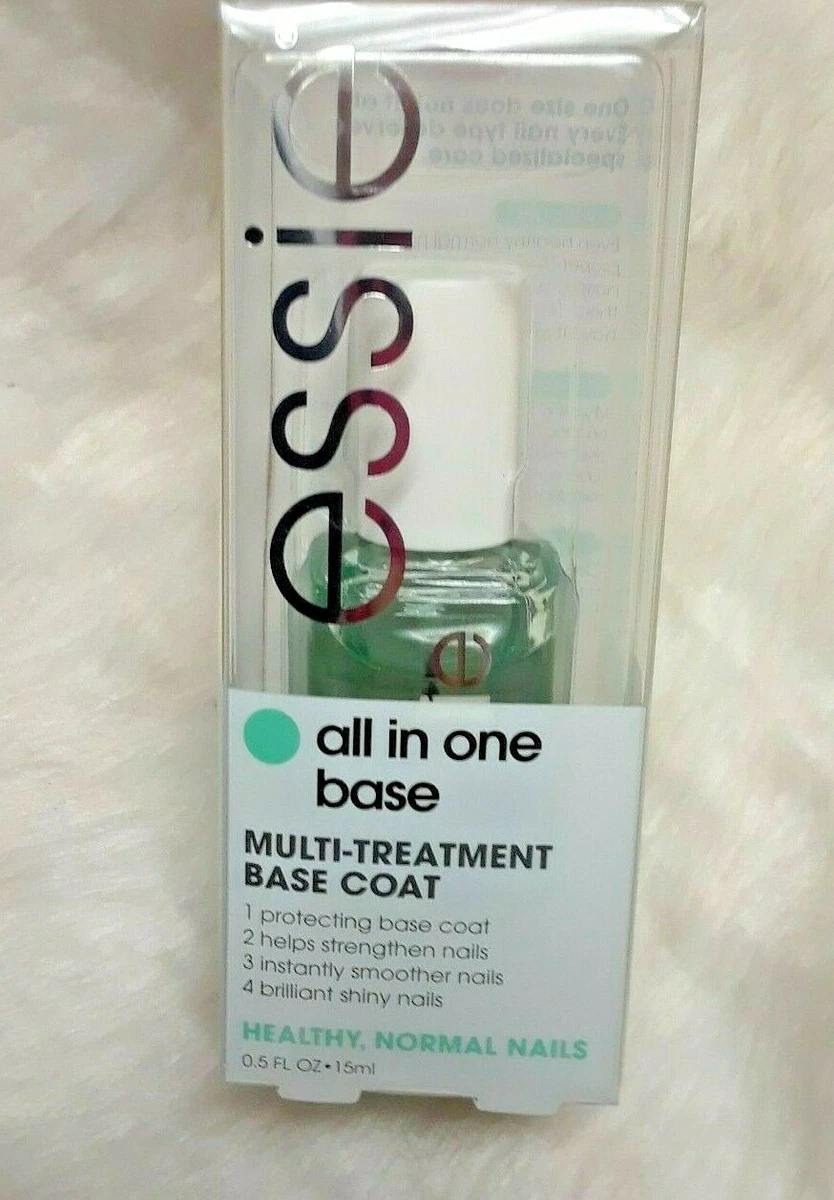 essie
One size does not fit all
Every nail type deserves
specialized care.
e
all in one
base
MULTI-TREATMENT
BASE COAT
1 protecting base coat
2 helps strengthen nails
3 instantly smoother nails
4 brilliant shiny nails
HEALTHY, NORMAL NAILS
0.5 FL OZ•15ml